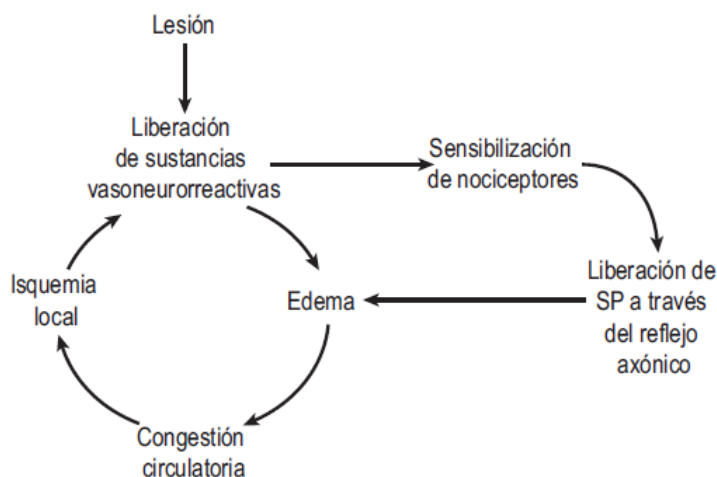 Lesión
Liberación
de sustancias
vasoneurorreactivas
Sensibilización
de nociceptores
Liberación de
SP a través
del reflejo
axónico
Edema
Isquemia
local
Congestión
circulatoria